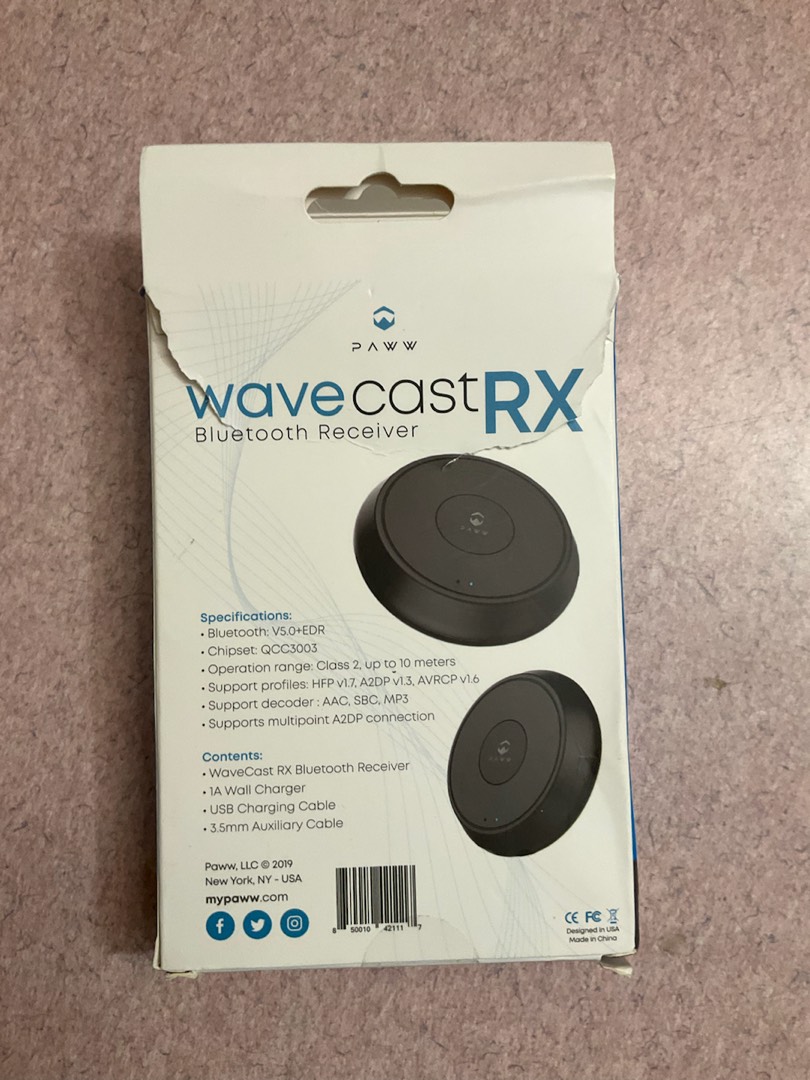 PAWW
wavecastRX
Bluetooth Receiver
PAWW
PAWW
Specifications:
• Bluetooth: V5.0+EDR
• Chipset: QCC3003
• Operation range: Class 2, up to 10 meters
• Support profiles: HFP v1.7, A2DP v1.3, AVRCP v1.6
• Support decoder : AAC, SBC, MP3
• Supports multipoint A2DP connection
Contents:
• WaveCast RX Bluetooth Receiver
• 1A Wall Charger
• USB Charging Cable
• 3.5mm Auxiliary Cable
Paww, LLC © 2019
New York, NY - USA
mypaww.com
8 50010 42111 7
CE FC
Designed in USA
Made in China